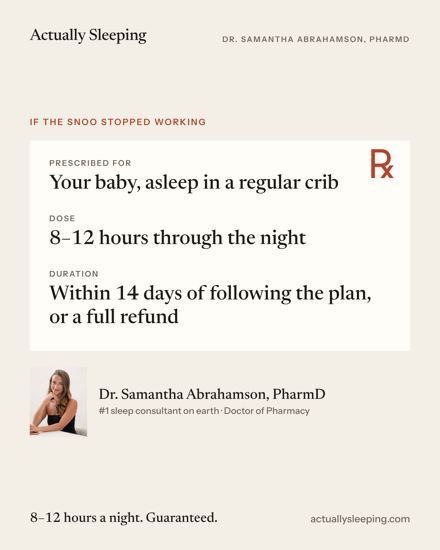 Actually Sleeping
DR. SAMANTHA ABRAHAMSON, PHARMD
IF THE SNOO STOPPED WORKING
PRESCRIBED FOR
Rx
Your baby, asleep in a regular crib
DOSE
8–12 hours through the night
DURATION
Within 14 days of following the plan,
or a full refund
Dr. Samantha Abrahamson, PharmD
#1 sleep consultant on earth · Doctor of Pharmacy
8–12 hours a night. Guaranteed.
actuallysleeping.com